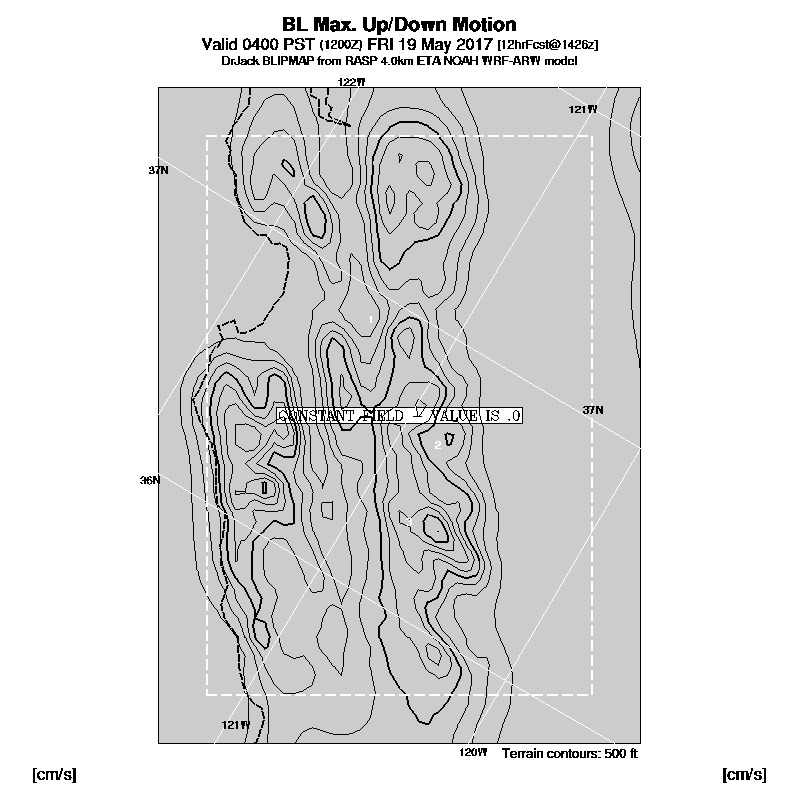 BL Max. Up/Down Motion
Valid 0400 PST (1200Z) FRI 19 May 2017 [12hrFcst@1426z]
DrJack BLIPMAP from RASP 4.0km ETA NOAH WRF-ARW model
122W
121W
37N
1
CONSTANT FIELD - VALUE IS .0
37N
2
36N
3
121W
120W
Terrain contours: 500 ft
[cm/s]
[cm/s]